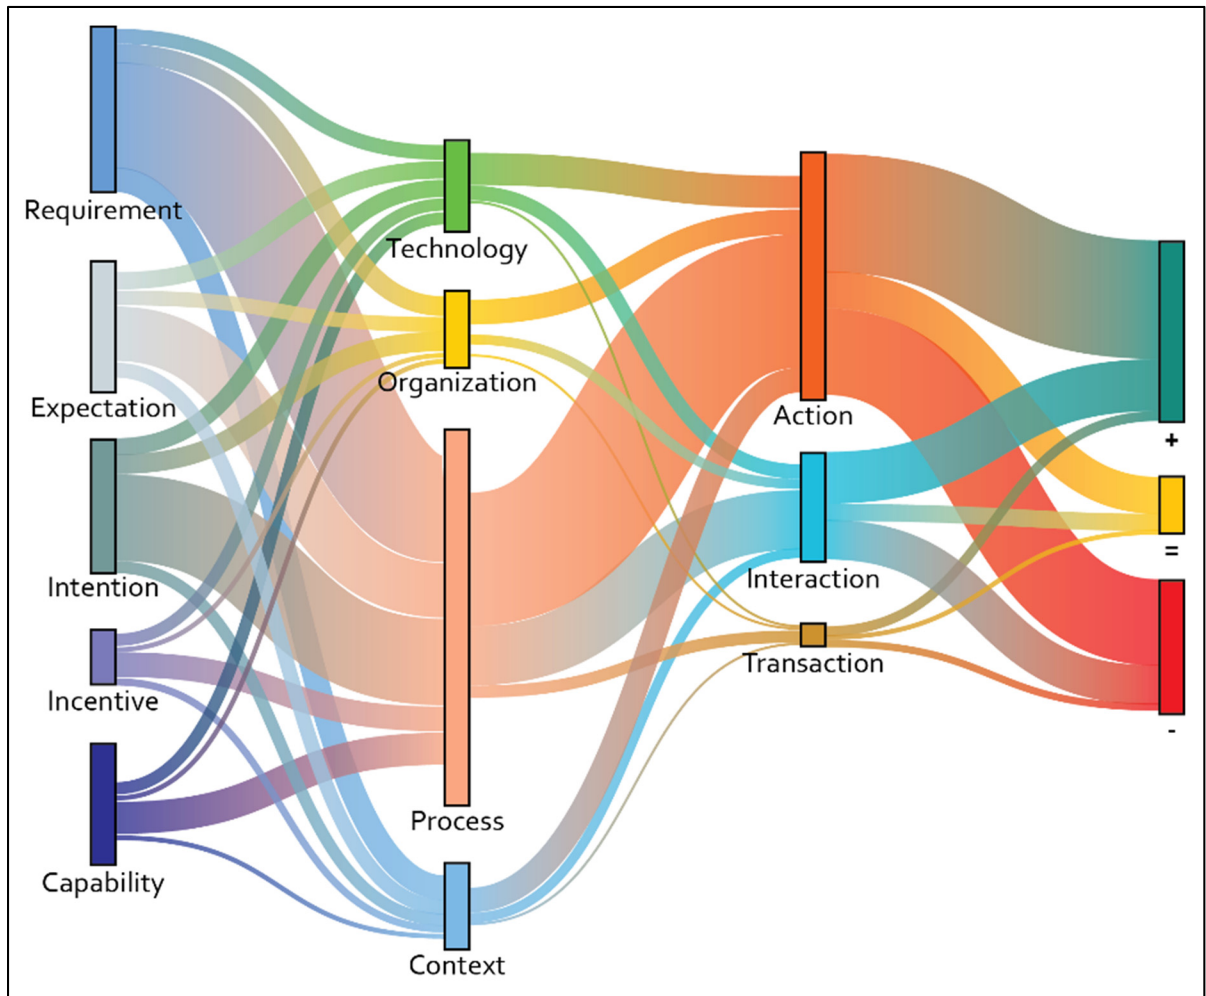 Requirement
Expectation
Intention
Incentive
Capability
Technology
Organization
Process
Context
Action
Interaction
Transaction
+
=
-